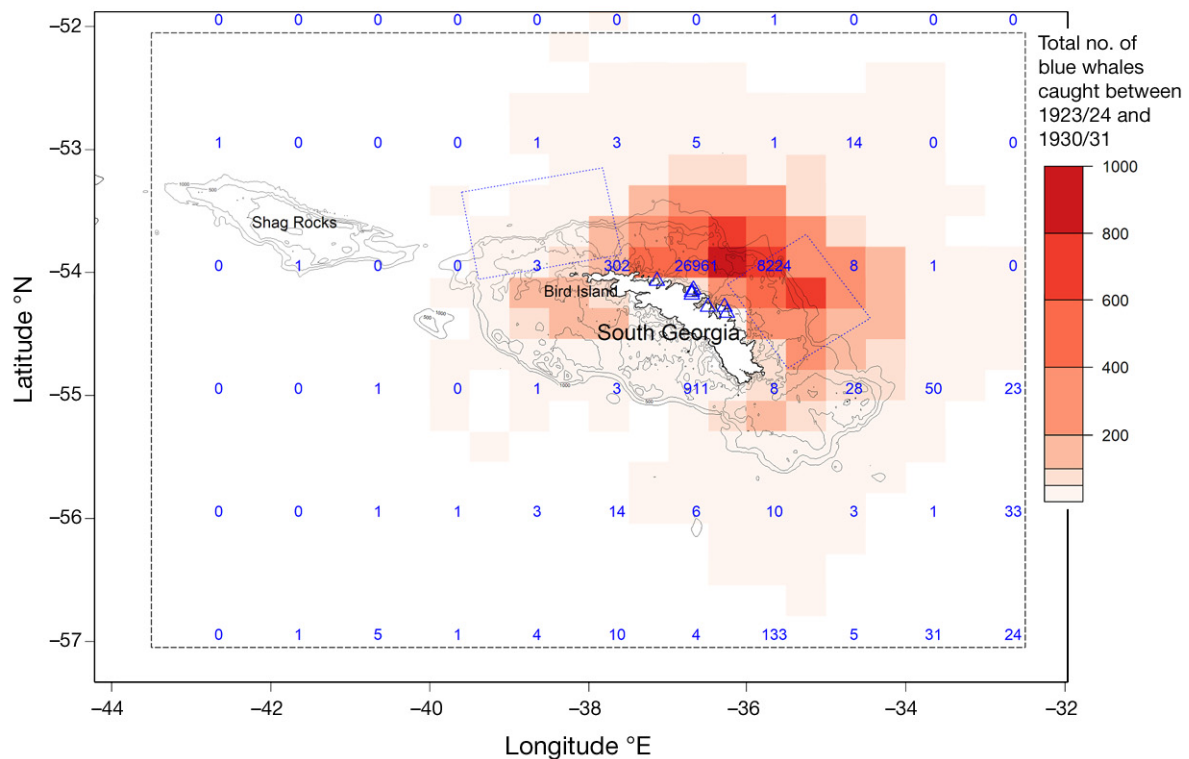 −52
0 0 0 0 0 0 0 1 0 0 0
Total no. of
blue whales
caught between
1923/24 and
1930/31
−53
1 0 0 0 1 3 5 1 14 0 0
1000
Shag Rocks
800
−54
0 1 0 0 3 302 26961 8224 8 1 0
Bird Island
600
South Georgia
Latitude °N
400
−55
0 0 1 0 1 3 911 8 28 50 23
200
−56
0 0 1 1 3 14 6 10 3 1 33
−57
0 1 5 1 4 10 4 133 5 31 24
−44 −42 −40 −38 −36 −34 −32
Longitude °E